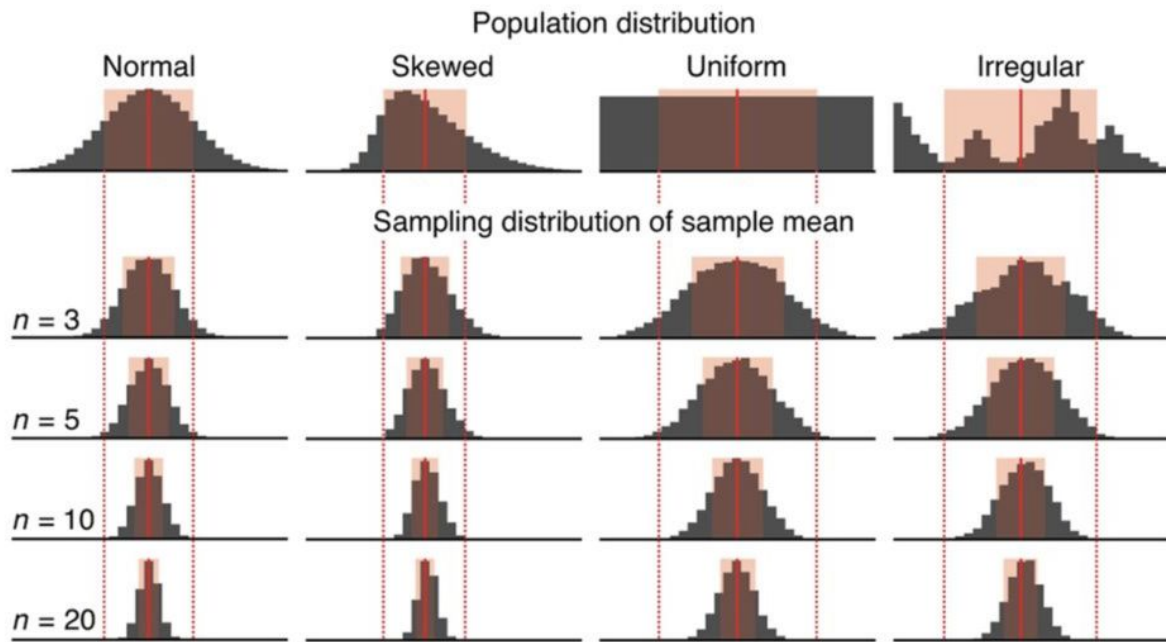 Population distribution
Normal Skewed Uniform Irregular
Sampling distribution of sample mean
n = 3
n = 5
n = 10
n = 20